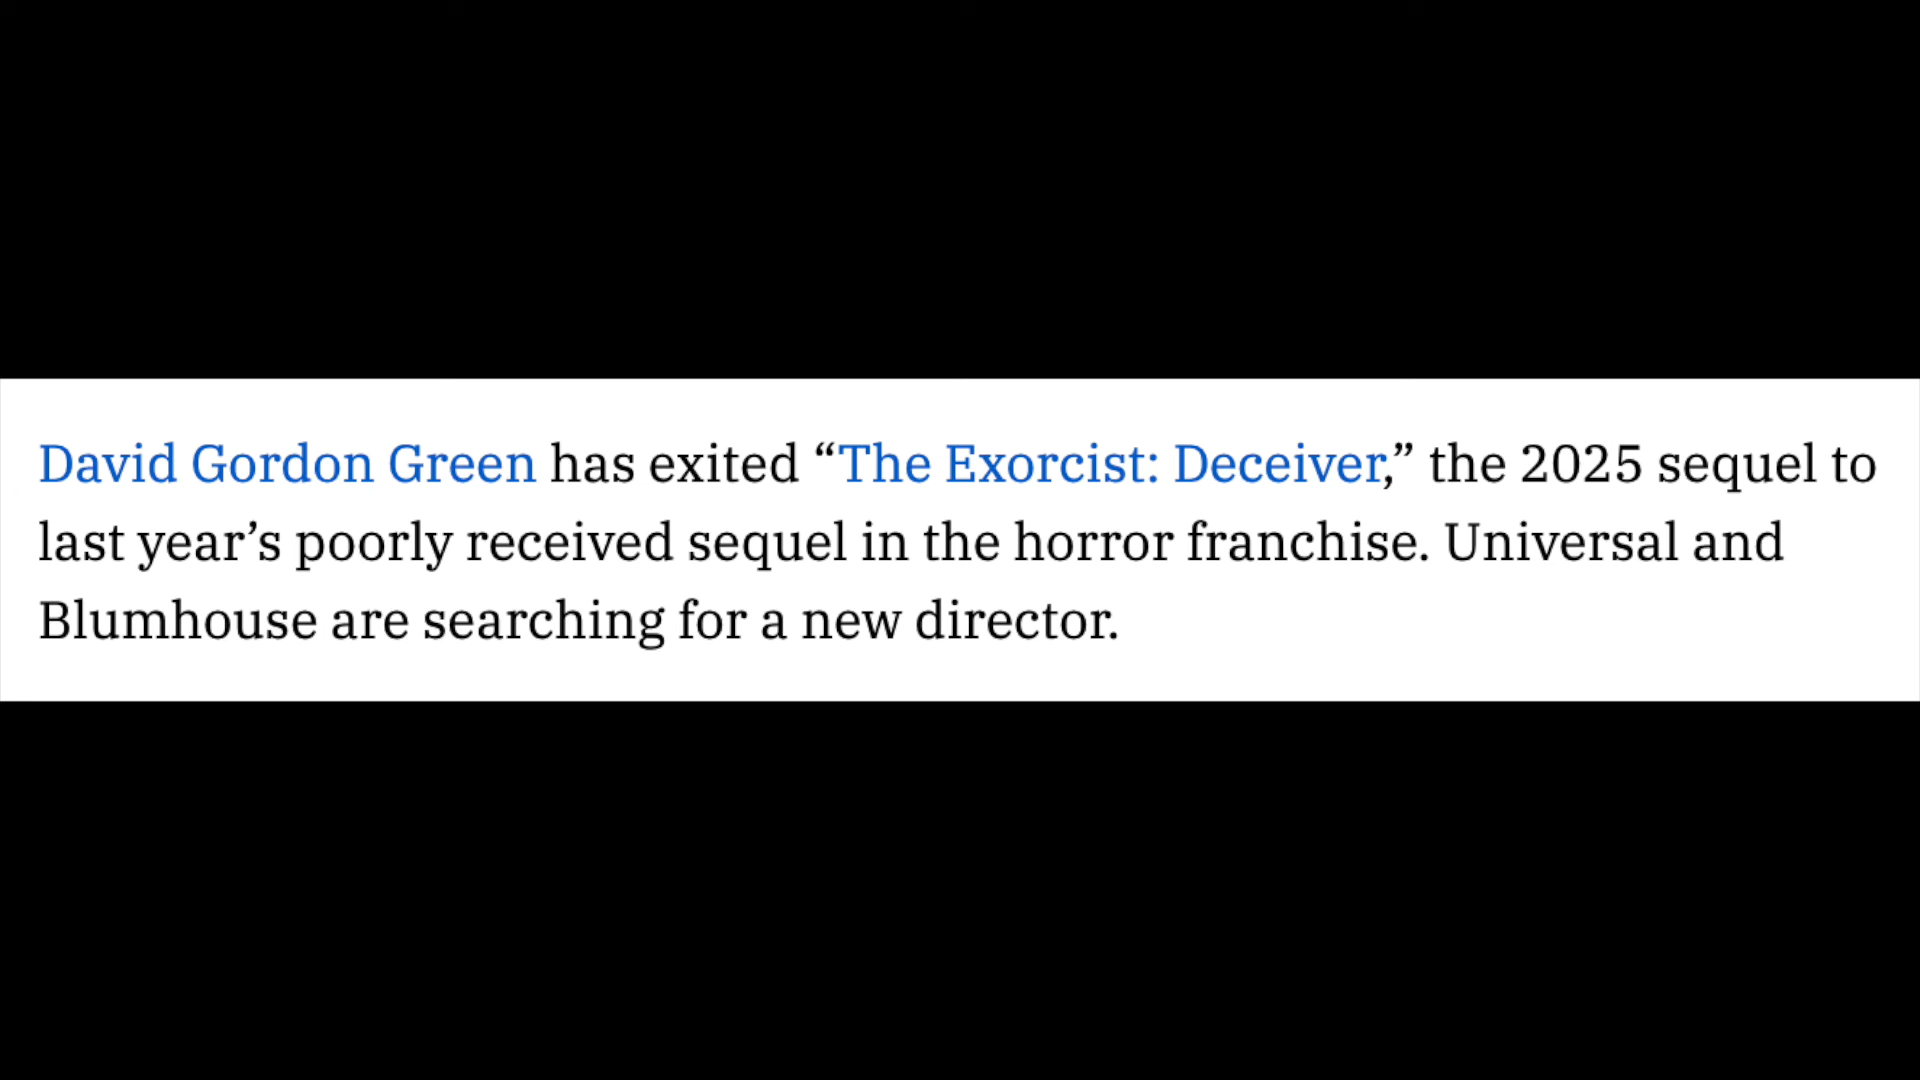 David Gordon Green has exited “The Exorcist: Deceiver,” the 2025 sequel to
last year’s poorly received sequel in the horror franchise. Universal and
Blumhouse are searching for a new director.